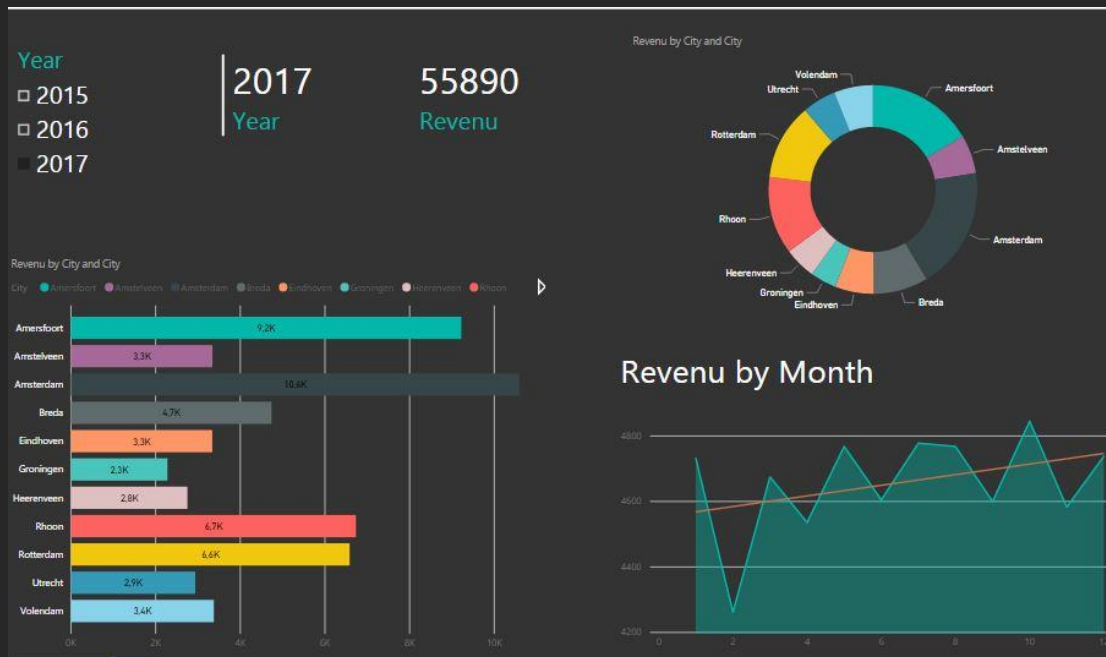 Year
2015
2016
2017
2017
Year
55890
Revenu
Revenu by City and City
Volendam
Utrecht
Rotterdam
Rhoon
Heerenveen
Groningen
Eindhoven
Amersfoort
Amstelveen
Amsterdam
Breda
Revenu by City and City
City Amersfoort Amstelveen Amsterdam Breda Eindhoven Groningen Heerenveen Rhoon
Amersfoort 9,2K
Amstelveen 3,3K
Amsterdam 10,6K
Breda 4,7K
Eindhoven 3,3K
Groningen 2,3K
Heerenveen 2,8K
Rhoon 6,7K
Rotterdam 6,6K
Utrecht 2,9K
Volendam 3,4K
0K 2K 4K 6K 8K 10K
Revenu by Month
4800
4600
4400
4200
0 2 4 6 8 10 12